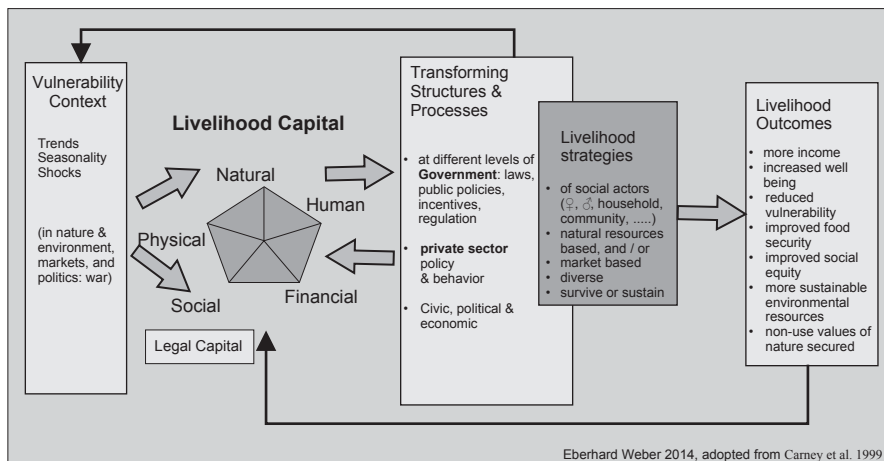 Vulnerability
Context
Trends
Seasonality
Shocks
(in nature &
environment,
markets, and
politics: war)
Livelihood Capital
Natural
Human
Physical
Social
Financial
Legal Capital
Transforming
Structures &
Processes
• at different levels of
Government: laws,
public policies,
incentives,
regulation
• private sector
policy
& behavior
• Civic, political &
economic
Livelihood
strategies
• of social actors
(♀, ♂, household,
community, .....)
• natural resources
based, and / or
• market based
• diverse
• survive or sustain
Livelihood
Outcomes
• more income
• increased well
being
• reduced
vulnerability
• improved food
security
• improved social
equity
• more sustainable
environmental
resources
• non-use values of
nature secured
Eberhard Weber 2014, adopted from Carney et al. 1999